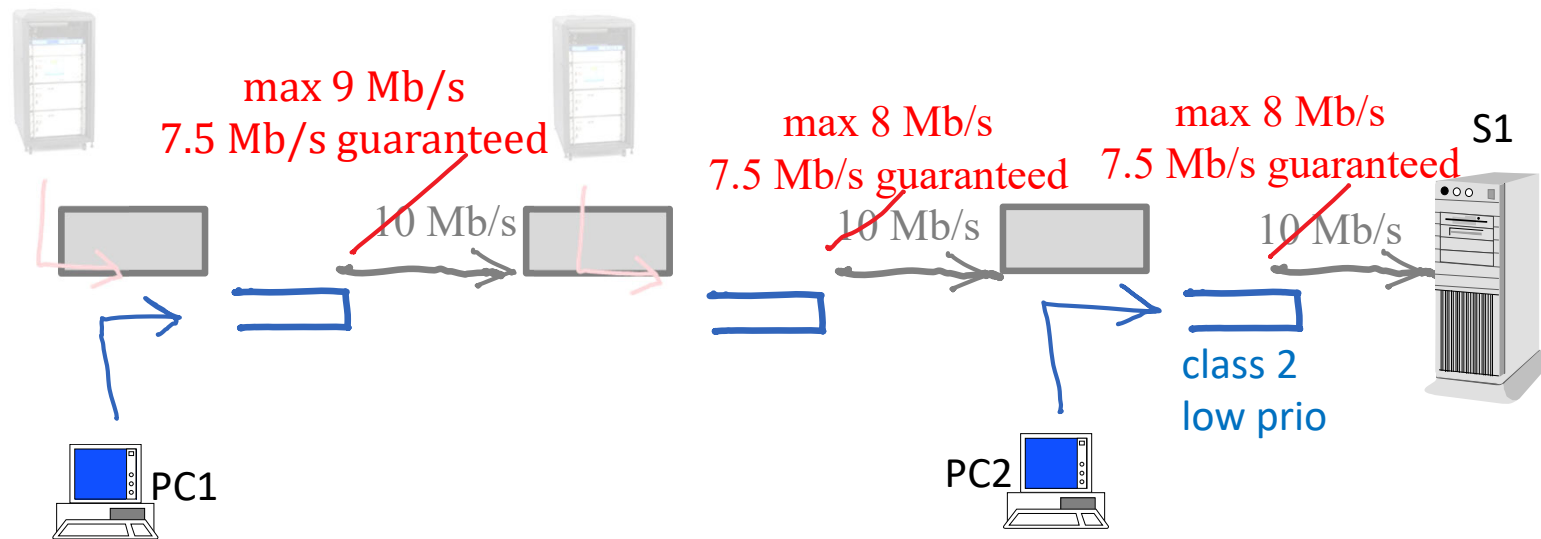 max 9 Mb/s
7.5 Mb/s guaranteed
10 Mb/s
max 8 Mb/s
7.5 Mb/s guaranteed
10 Mb/s
max 8 Mb/s
7.5 Mb/s guaranteed
10 Mb/s
S1
class 2
low prio
PC1
PC2